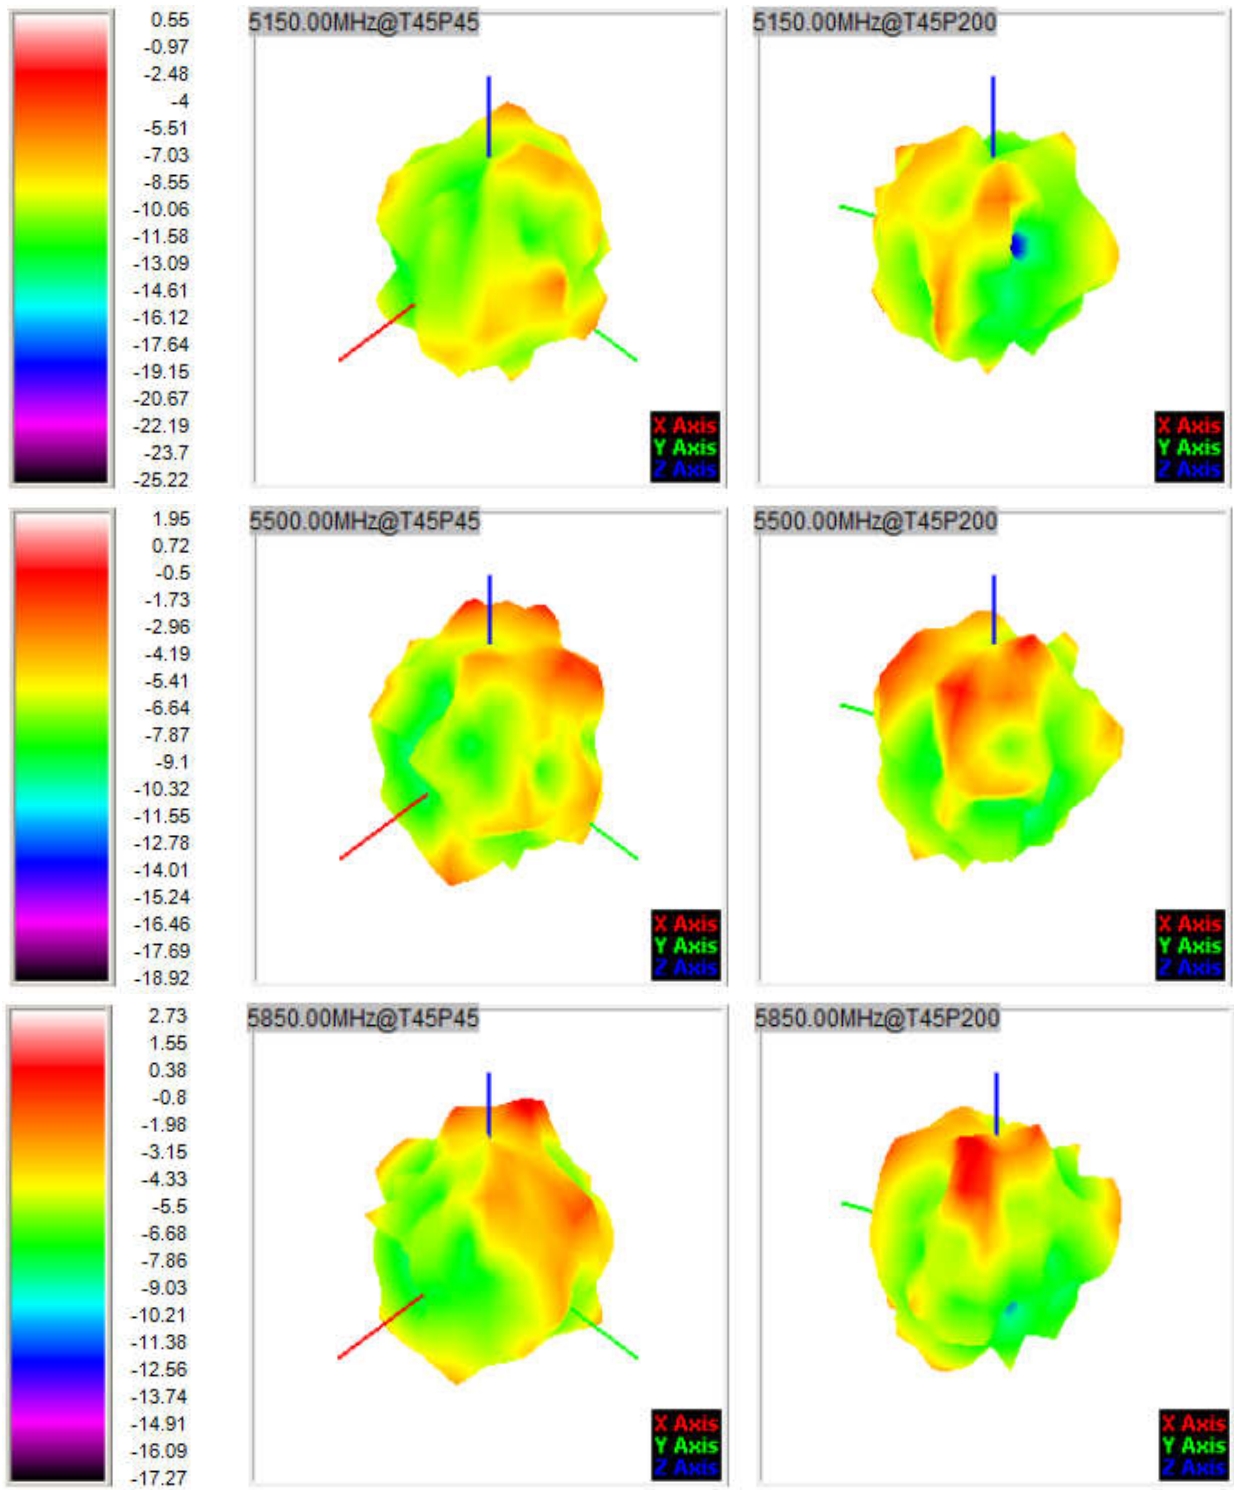 0.55
-0.97
-2.48
-4
-5.51
-7.03
-8.55
-10.06
-11.58
-13.09
-14.61
-16.12
-17.64
-19.15
-20.67
-22.19
-23.7
-25.22
5150.00MHz@T45P45
X Axis
Y Axis
Z Axis
5150.00MHz@T45P200
X Axis
Y Axis
Z Axis
1.95
0.72
-0.5
-1.73
-2.96
-4.19
-5.41
-6.64
-7.87
-9.1
-10.32
-11.55
-12.78
-14.01
-15.24
-16.46
-17.69
-18.92
5500.00MHz@T45P45
X Axis
Y Axis
Z Axis
5500.00MHz@T45P200
X Axis
Y Axis
Z Axis
2.73
1.55
0.38
-0.8
-1.98
-3.15
-4.33
-5.5
-6.68
-7.86
-9.03
-10.21
-11.38
-12.56
-13.74
-14.91
-16.09
-17.27
5850.00MHz@T45P45
X Axis
Y Axis
Z Axis
5850.00MHz@T45P200
X Axis
Y Axis
Z Axis